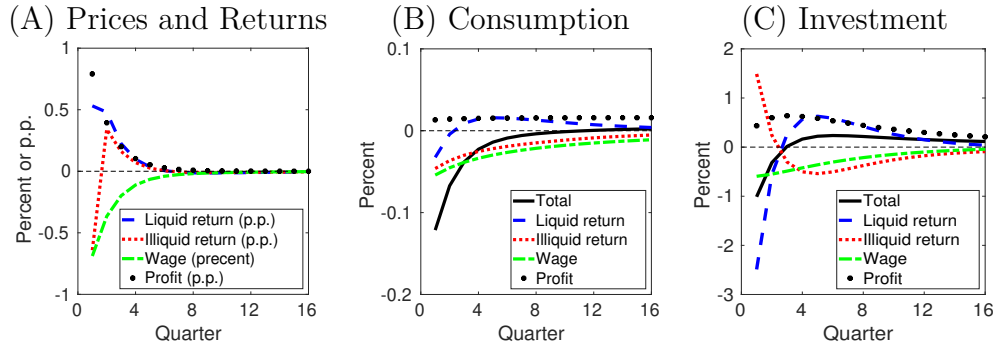 (A) Prices and Returns
1
0.5
0
-0.5
-1
Percent or p.p.
0
4
8
12
16
Quarter
Liquid return (p.p.)
Illiquid return (p.p.)
Wage (precent)
Profit (p.p.)
(B) Consumption
0.1
0
-0.1
-0.2
Percent
0
4
8
12
16
Quarter
Total
Liquid return
Illiquid return
Wage
Profit
(C) Investment
2
1
0
-1
-2
-3
Percent
0
4
8
12
16
Quarter
Total
Liquid return
Illiquid return
Wage
Profit